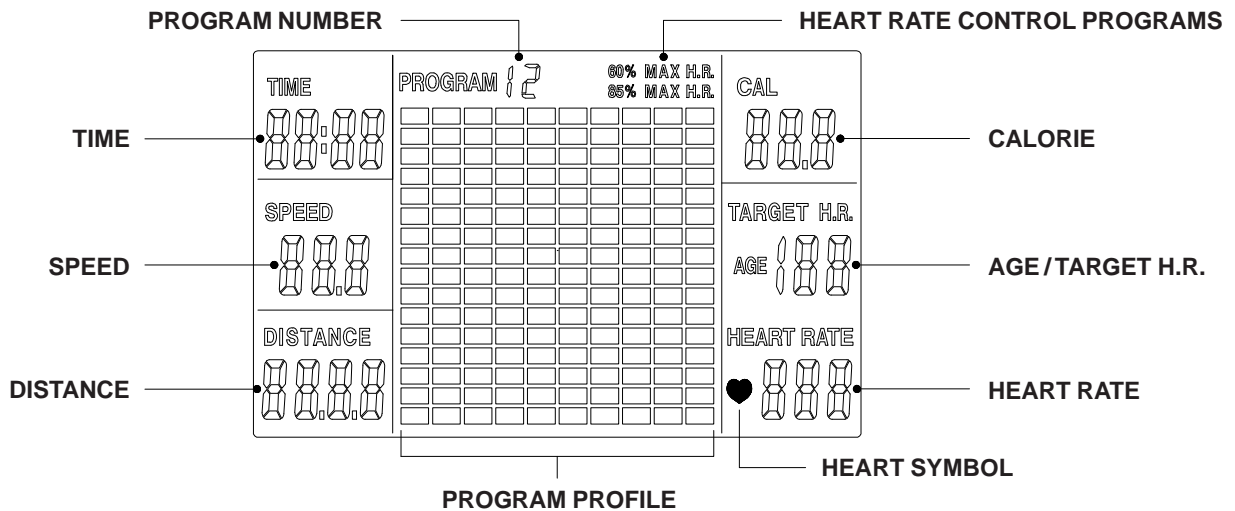 PROGRAM NUMBER
HEART RATE CONTROL PROGRAMS
TIME
PROGRAM 12
60% MAX H.R.
85% MAX H.R.
CAL
TIME
88:88
88.8
CALORIE
SPEED
TARGET H.R.
SPEED
88.8
AGE 188
AGE / TARGET H.R.
DISTANCE
HEART RATE
DISTANCE
88.8.8
888
HEART RATE
HEART SYMBOL
PROGRAM PROFILE